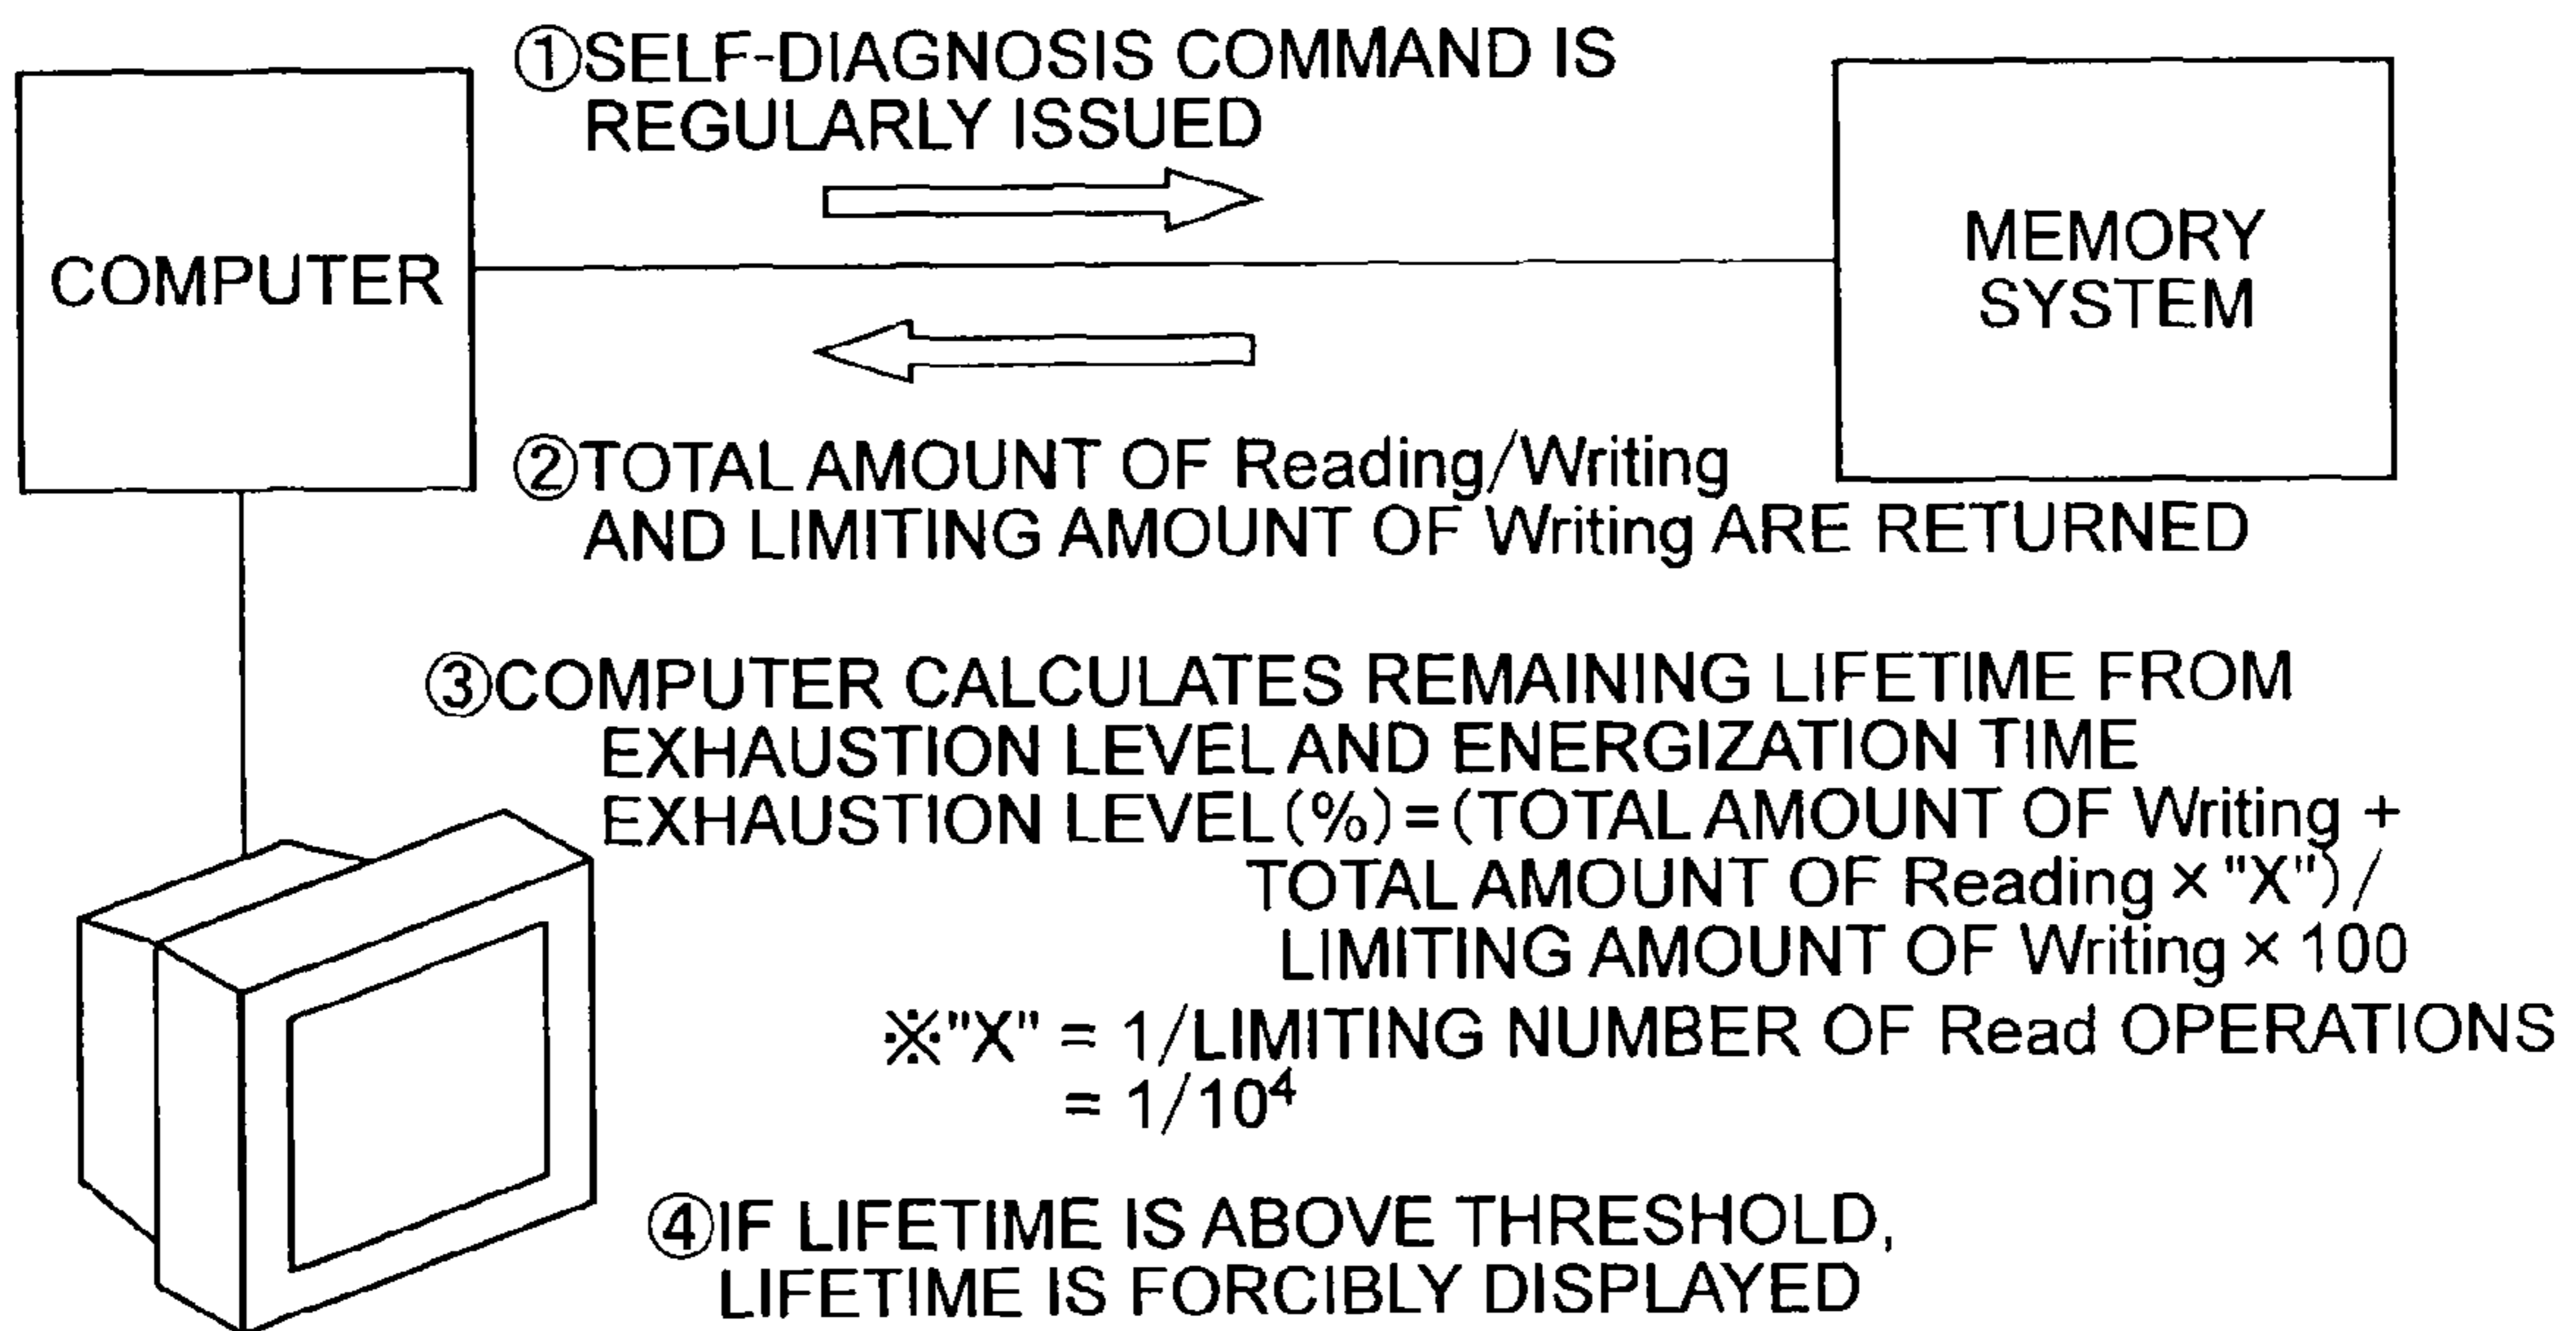 ①SELF-DIAGNOSIS COMMAND IS
REGULARLY ISSUED
COMPUTER
MEMORY
SYSTEM
②TOTAL AMOUNT OF Reading/Writing
AND LIMITING AMOUNT OF Writing ARE RETURNED
③COMPUTER CALCULATES REMAINING LIFETIME FROM
EXHAUSTION LEVEL AND ENERGIZATION TIME
EXHAUSTION LEVEL(%)=(TOTAL AMOUNT OF Writing +
TOTAL AMOUNT OF Reading × "X")/
LIMITING AMOUNT OF Writing × 100
※"X" = 1/LIMITING NUMBER OF Read OPERATIONS
= 1/10⁴
④IF LIFETIME IS ABOVE THRESHOLD,
LIFETIME IS FORCIBLY DISPLAYED